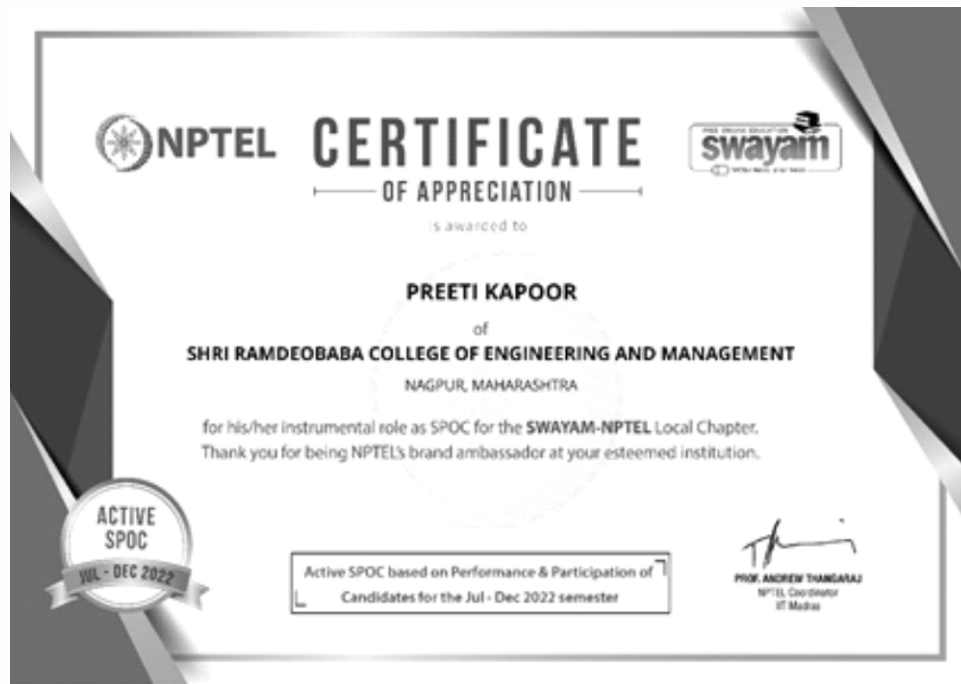 NPTEL
CERTIFICATE
OF APPRECIATION
FREE ONLINE EDUCATION
swayam
is awarded to
PREETI KAPOOR
of
SHRI RAMDEOBABA COLLEGE OF ENGINEERING AND MANAGEMENT
NAGPUR, MAHARASHTRA
for his/her instrumental role as SPOC for the SWAYAM-NPTEL Local Chapter.
Thank you for being NPTEL's brand ambassador at your esteemed institution.
ACTIVE
SPOC
JUL - DEC 2022
Active SPOC based on Performance & Participation of
Candidates for the Jul - Dec 2022 semester
PROF. ANDREW THANGARAJ
NPTEL Coordinator
IIT Madras